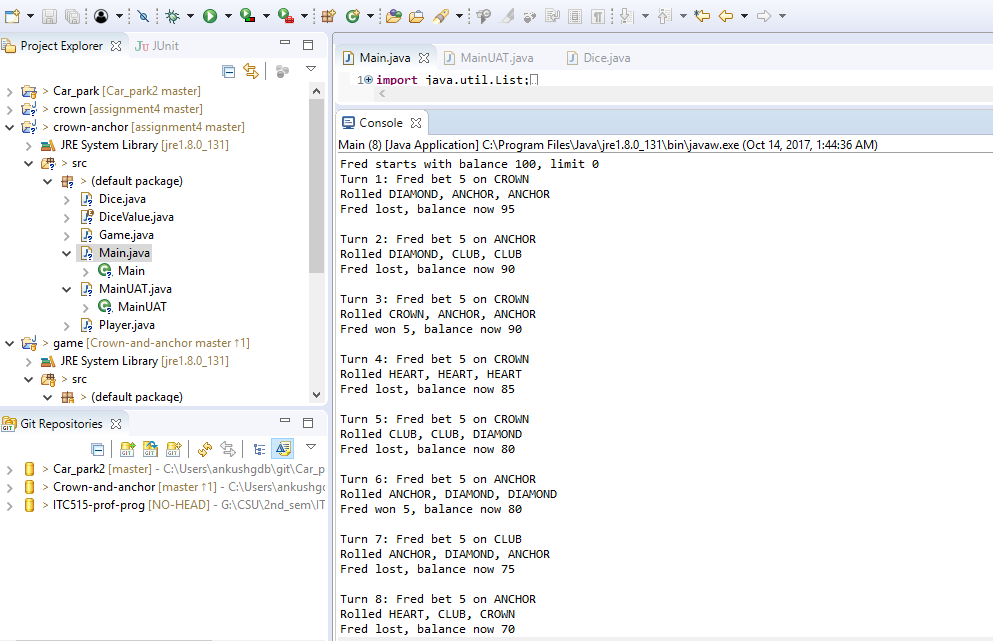 Project Explorer
JUnit
> Car_park [Car_park2 master]
> crown [assignment4 master]
> crown-anchor [assignment4 master]
JRE System Library [jre1.8.0_131]
> src
> (default package)
Dice.java
DiceValue.java
Game.java
Main.java
Main
MainUAT.java
MainUAT
Player.java
> game [Crown-and-anchor master ↑1]
JRE System Library [jre1.8.0_131]
> src
> (default package)
Git Repositories
> Car_park2 [master] - C:\Users\ankushgdb\git\Car_p
> Crown-and-anchor [master ↑1] - C:\Users\ankushgd
> ITC515-prof-prog [NO-HEAD] - G:\CSU\2nd_sem\IT
Main.java
MainUAT.java
Dice.java
1 import java.util.List;
Console
Main (8) [Java Application] C:\Program Files\Java\jre1.8.0_131\bin\javaw.exe (Oct 14, 2017, 1:44:36 AM)
Fred starts with balance 100, limit 0
Turn 1: Fred bet 5 on CROWN
Rolled DIAMOND, ANCHOR, ANCHOR
Fred lost, balance now 95
Turn 2: Fred bet 5 on ANCHOR
Rolled DIAMOND, CLUB, CLUB
Fred lost, balance now 90
Turn 3: Fred bet 5 on CROWN
Rolled CROWN, ANCHOR, ANCHOR
Fred won 5, balance now 90
Turn 4: Fred bet 5 on CROWN
Rolled HEART, HEART, HEART
Fred lost, balance now 85
Turn 5: Fred bet 5 on CROWN
Rolled CLUB, CLUB, DIAMOND
Fred lost, balance now 80
Turn 6: Fred bet 5 on ANCHOR
Rolled ANCHOR, DIAMOND, DIAMOND
Fred won 5, balance now 80
Turn 7: Fred bet 5 on CLUB
Rolled ANCHOR, DIAMOND, ANCHOR
Fred lost, balance now 75
Turn 8: Fred bet 5 on ANCHOR
Rolled HEART, CLUB, CROWN
Fred lost, balance now 70